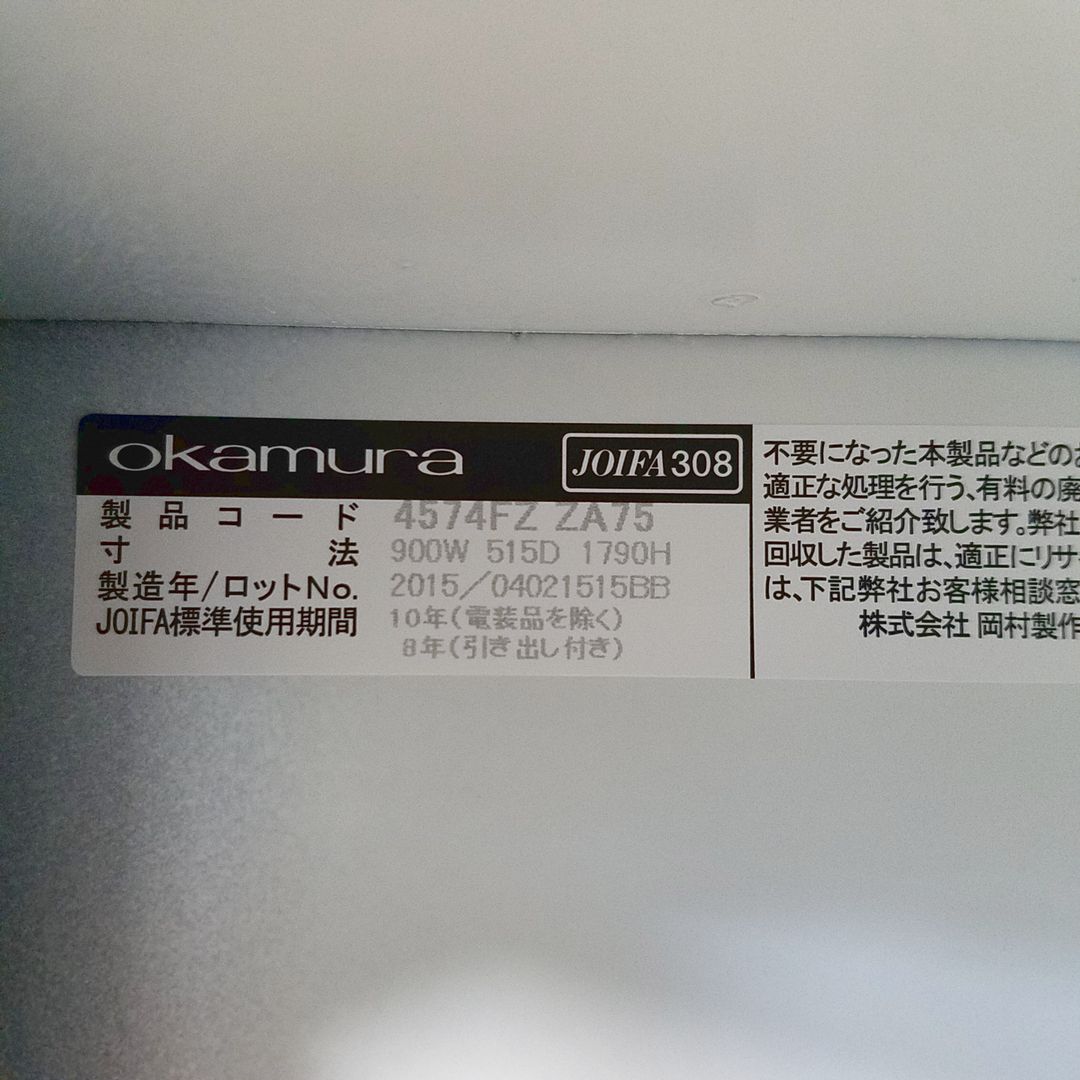 okamura JOIFA308
製品コード 4574FZ ZA75
寸法 900W 515D 1790H
製造年/ロットNo. 2015/04021515BB
JOIFA標準使用期間 10年(電装品を除く)
8年(引き出し付き)
不要になった本製品などのお
適正な処理を行う、有料の廃
業者をご紹介致します。弊社
回収した製品は、適正にリサイ
は、下記弊社お客様相談窓
株式会社 岡村製作